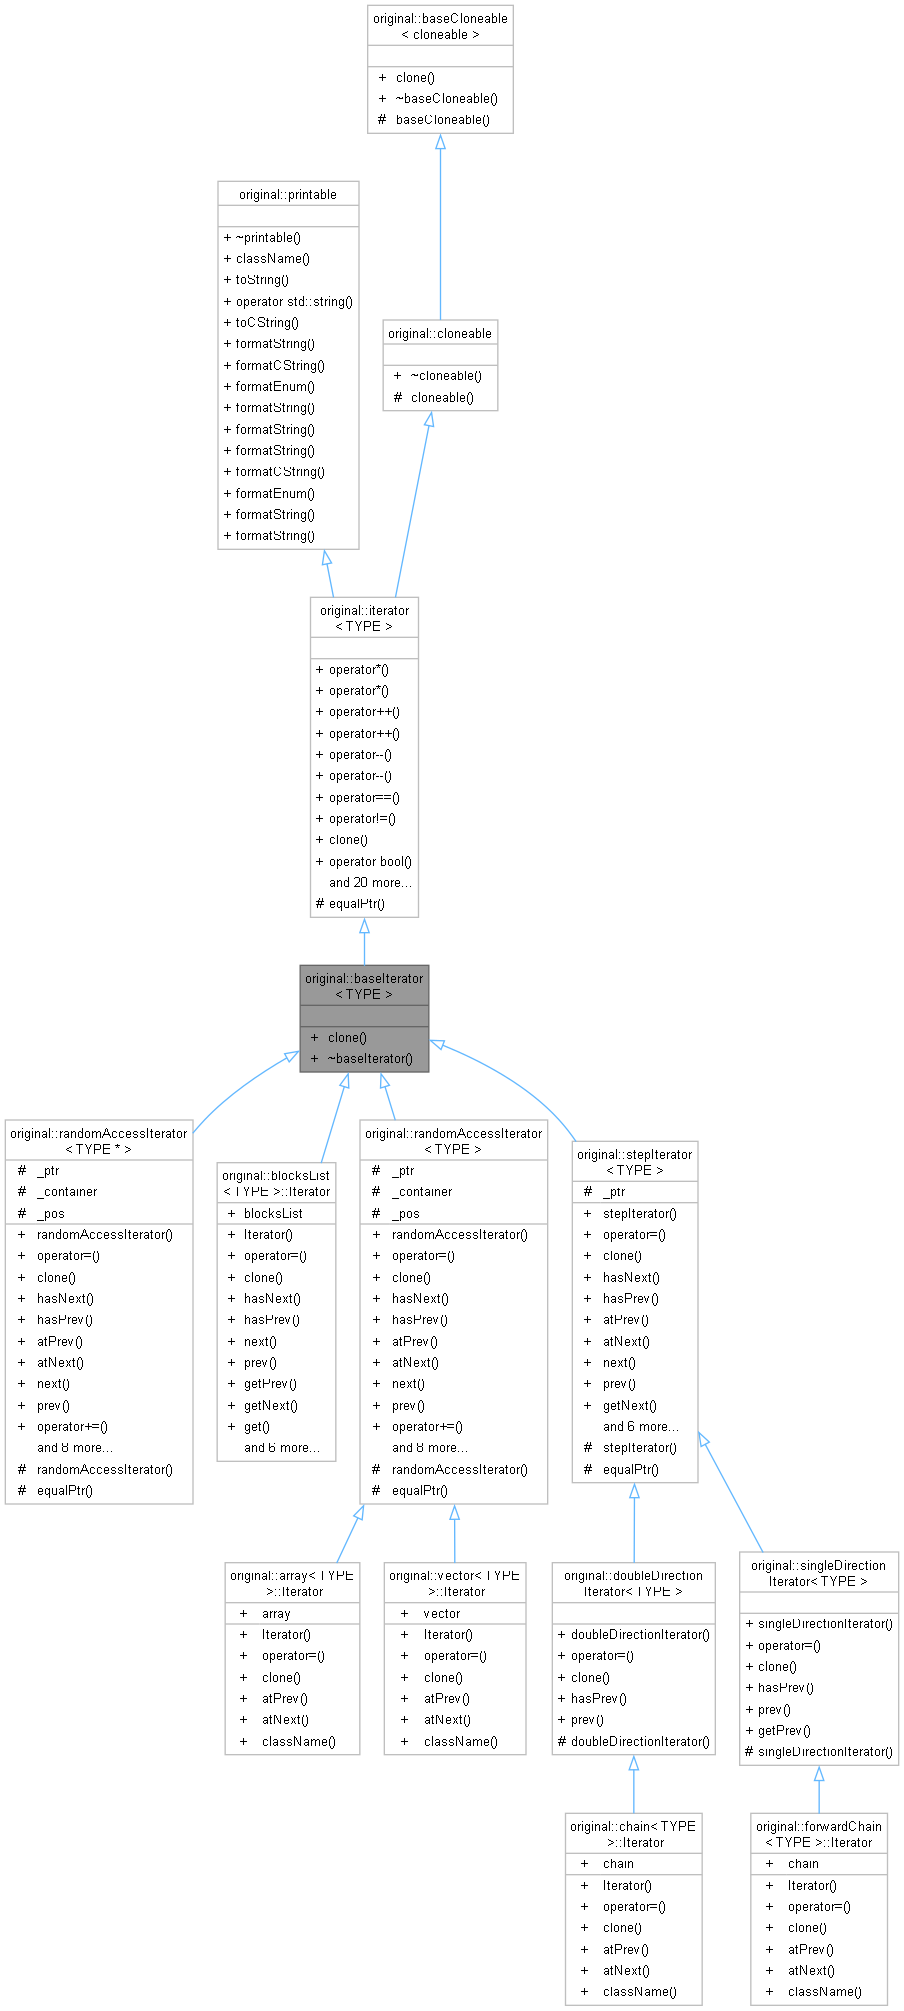 original::baseCloneable
< cloneable >
+ clone()
+ ~baseCloneable()
# baseCloneable()
original::printable
+ ~printable()
+ className()
+ toString()
+ operator std::string()
+ toCString()
+ formatString()
+ formatCString()
+ formatEnum()
+ formatString()
+ formatString()
+ formatString()
+ formatCString()
+ formatEnum()
+ formatString()
+ formatString()
original::cloneable
+ ~cloneable()
# cloneable()
original::iterator
< TYPE >
+ operator*()
+ operator*()
+ operator++()
+ operator++()
+ operator--()
+ operator--()
+ operator==()
+ operator!=()
+ clone()
+ operator bool()
and 20 more...
# equalPtr()
original::baseIterator
< TYPE >
+ clone()
+ ~baseIterator()
original::randomAccessIterator
< TYPE * >
# _ptr
# _container
# _pos
+ randomAccessIterator()
+ operator=()
+ clone()
+ hasNext()
+ hasPrev()
+ atPrev()
+ atNext()
+ next()
+ prev()
+ operator+=()
and 8 more...
# randomAccessIterator()
# equalPtr()
original::blocksList
< TYPE >::Iterator
+ blocksList
+ Iterator()
+ operator=()
+ clone()
+ hasNext()
+ hasPrev()
+ next()
+ prev()
+ getPrev()
+ getNext()
+ get()
and 6 more...
original::randomAccessIterator
< TYPE >
# _ptr
# _container
# _pos
+ randomAccessIterator()
+ operator=()
+ clone()
+ hasNext()
+ hasPrev()
+ atPrev()
+ atNext()
+ next()
+ prev()
+ operator+=()
and 8 more...
# randomAccessIterator()
# equalPtr()
original::stepIterator
< TYPE >
# _ptr
+ stepIterator()
+ operator=()
+ clone()
+ hasNext()
+ hasPrev()
+ atPrev()
+ atNext()
+ next()
+ prev()
+ getNext()
and 6 more...
# stepIterator()
# equalPtr()
original::array< TYPE
>::Iterator
+ array
+ Iterator()
+ operator=()
+ clone()
+ atPrev()
+ atNext()
+ className()
original::vector< TYPE
>::Iterator
+ vector
+ Iterator()
+ operator=()
+ clone()
+ atPrev()
+ atNext()
+ className()
original::doubleDirection
Iterator< TYPE >
+ doubleDirectionIterator()
+ operator=()
+ clone()
+ hasPrev()
+ prev()
# doubleDirectionIterator()
original::singleDirection
Iterator< TYPE >
+ singleDirectionIterator()
+ operator=()
+ clone()
+ hasPrev()
+ prev()
+ getPrev()
# singleDirectionIterator()
original::chain< TYPE
>::Iterator
+ chain
+ Iterator()
+ operator=()
+ clone()
+ atPrev()
+ atNext()
+ className()
original::forwardChain
< TYPE >::Iterator
+ chain
+ Iterator()
+ operator=()
+ clone()
+ atPrev()
+ atNext()
+ className()